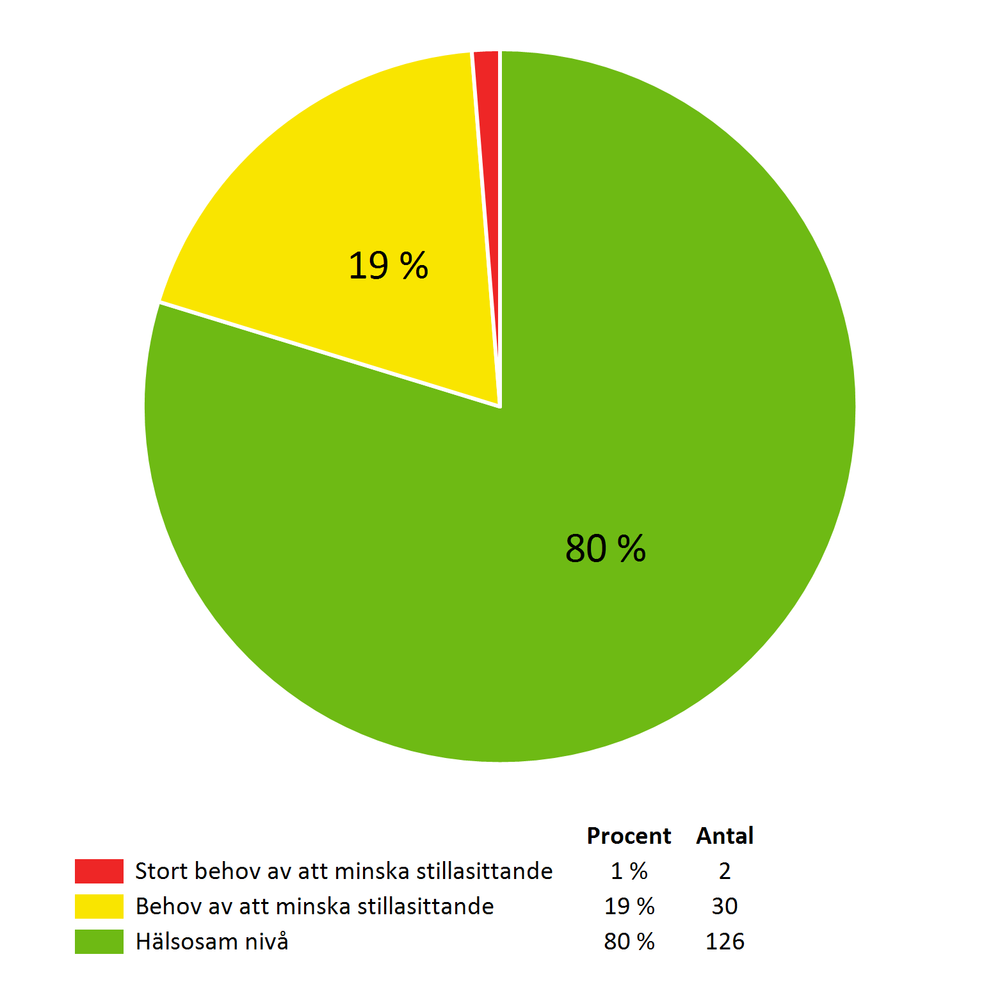 19 %
80 %
Procent Antal
Stort behov av att minska stillasittande 1 % 2
Behov av att minska stillasittande 19 % 30
Hälsosam nivå 80 % 126